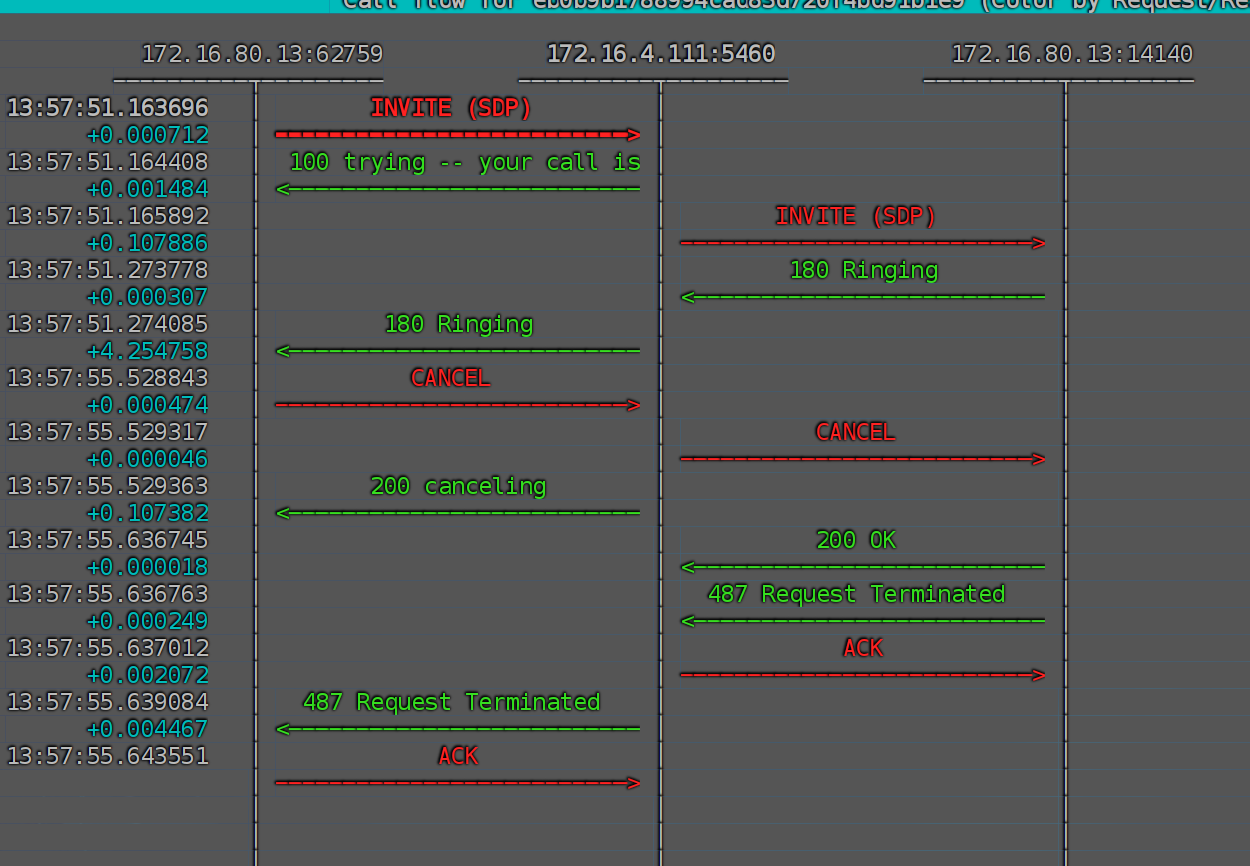 Call flow for eb0b9b1788994cad83d720f4bd91b1e9 (Color by Request/Re
172.16.80.13:62759 172.16.4.111:5460 172.16.80.13:14140
13:57:51.163696 INVITE (SDP)
+0.000712
13:57:51.164408 100 trying -- your call is
+0.001484
13:57:51.165892 INVITE (SDP)
+0.107886
13:57:51.273778 180 Ringing
+0.000307
13:57:51.274085 180 Ringing
+4.254758
13:57:55.528843 CANCEL
+0.000474
13:57:55.529317 CANCEL
+0.000046
13:57:55.529363 200 canceling
+0.107382
13:57:55.636745 200 OK
+0.000018
13:57:55.636763 487 Request Terminated
+0.000249
13:57:55.637012 ACK
+0.002072
13:57:55.639084 487 Request Terminated
+0.004467
13:57:55.643551 ACK